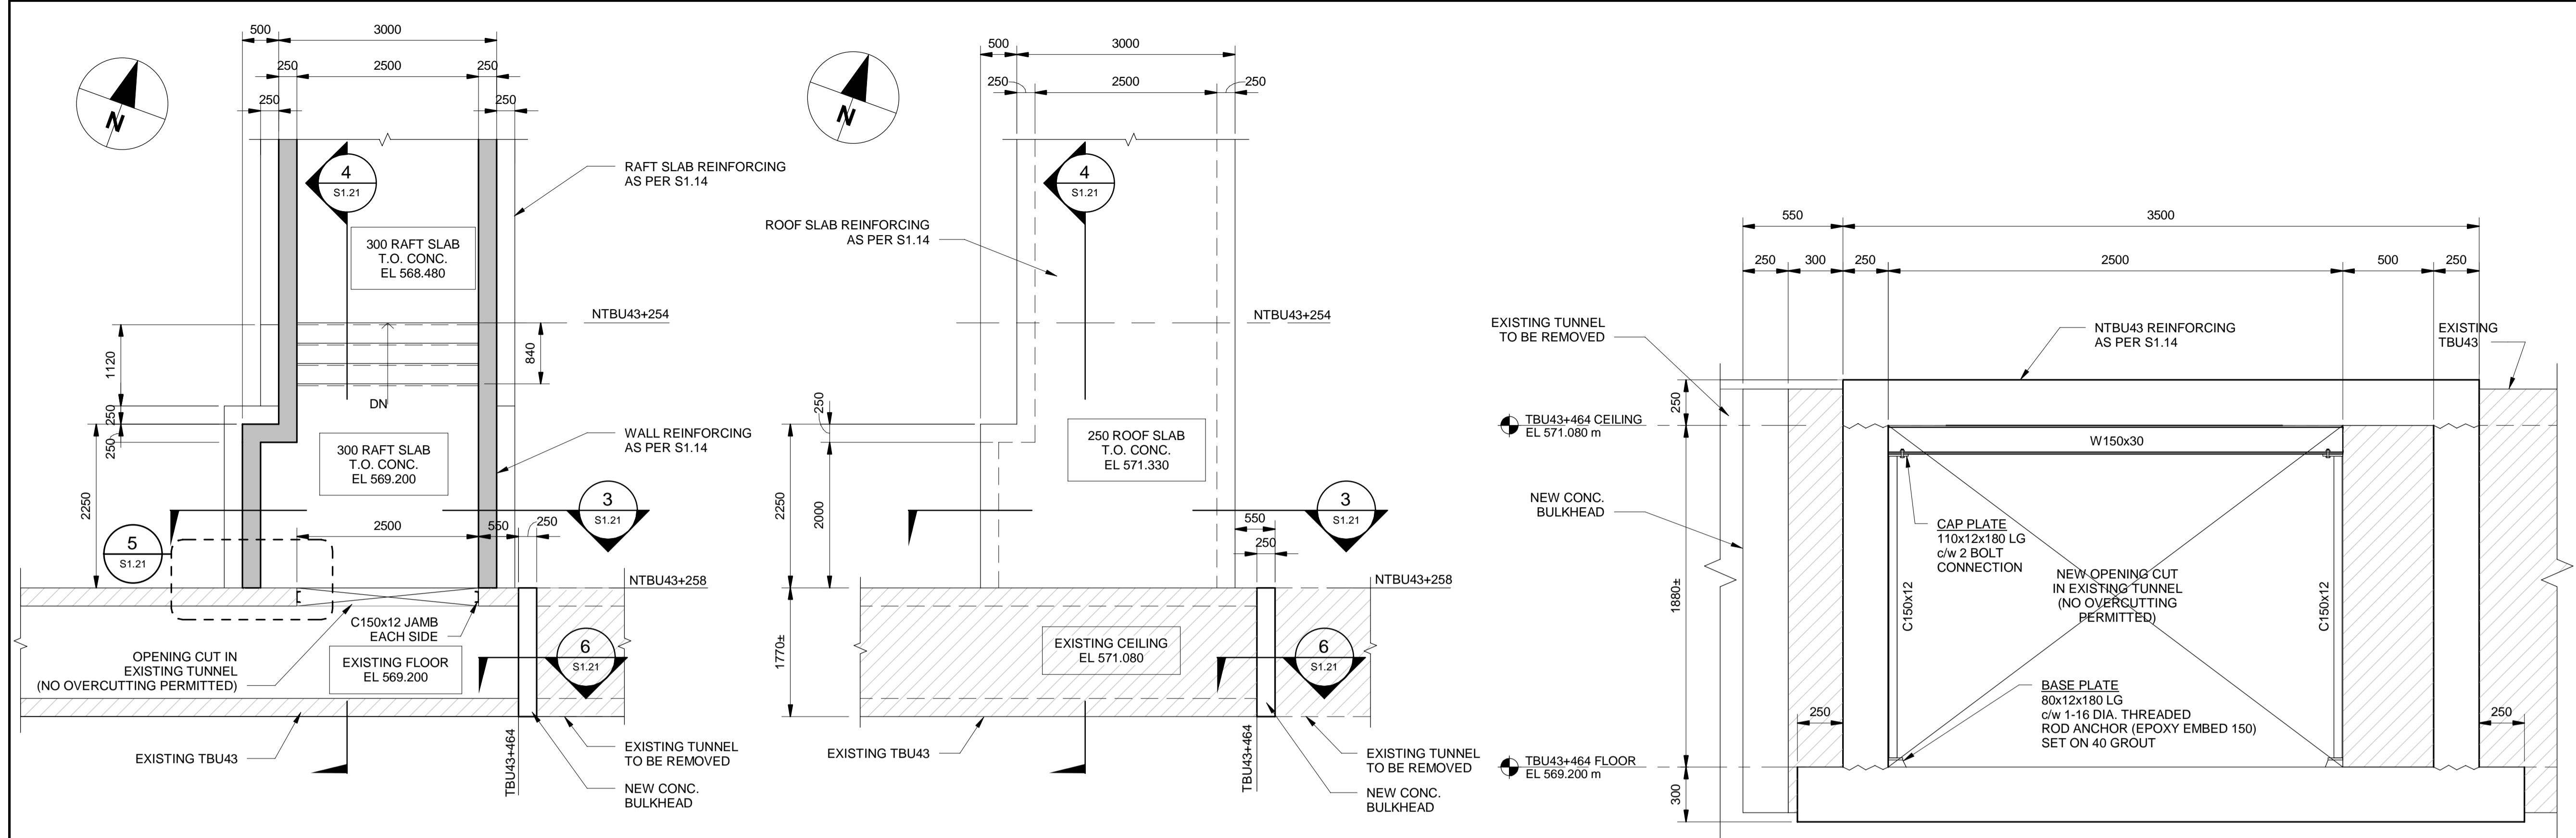 500
3000
250
2500
250
250
250
N
4
S1.21
RAFT SLAB REINFORCING
AS PER S1.14
300 RAFT SLAB
T.O. CONC.
EL 568.480
NTBU43+254
1120
840
DN
250
250
2250
300 RAFT SLAB
T.O. CONC.
EL 569.200
WALL REINFORCING
AS PER S1.14
3
S1.21
2500
550
250
5
S1.21
NTBU43+258
C150x12 JAMB
EACH SIDE
6
S1.21
OPENING CUT IN
EXISTING TUNNEL
(NO OVERCUTTING PERMITTED)
EXISTING FLOOR
EL 569.200
EXISTING TBU43
TBU43+464
EXISTING TUNNEL
TO BE REMOVED
NEW CONC.
BULKHEAD
500
3000
250
2500
250
N
4
S1.21
ROOF SLAB REINFORCING
AS PER S1.14
NTBU43+254
250
250 ROOF SLAB
T.O. CONC.
EL 571.330
2250
2000
3
S1.21
550
250
NTBU43+258
1770±
EXISTING CEILING
EL 571.080
6
S1.21
EXISTING TBU43
TBU43+464
EXISTING TUNNEL
TO BE REMOVED
NEW CONC.
BULKHEAD
550
3500
250
300
250
2500
500
250
EXISTING TUNNEL
TO BE REMOVED
NTBU43 REINFORCING
AS PER S1.14
EXISTING
TBU43
250
TBU43+464 CEILING
EL 571.080 m
W150x30
NEW CONC.
BULKHEAD
CAP PLATE
110x12x180 LG
c/w 2 BOLT
CONNECTION
1880±
C150x12
NEW OPENING CUT
IN EXISTING TUNNEL
(NO OVERCUTTING
PERMITTED)
C150x12
BASE PLATE
80x12x180 LG
c/w 1-16 DIA. THREADED
ROD ANCHOR (EPOXY EMBED 150)
SET ON 40 GROUT
250
250
TBU43+464 FLOOR
EL 569.200 m
300